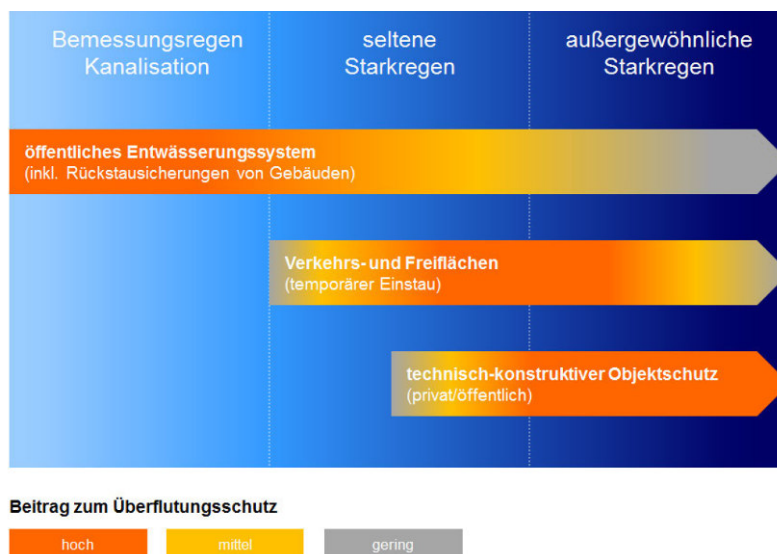 Bemessungsregen
Kanalisation
seltene
Starkregen
außergewöhnliche
Starkregen
öffentliches Entwässerungssystem
(inkl. Rückstausicherungen von Gebäuden)
Verkehrs- und Freiflächen
(temporärer Einstau)
technisch-konstruktiver Objektschutz
(privat/öffentlich)
Beitrag zum Überflutungsschutz
hoch
mittel
gering